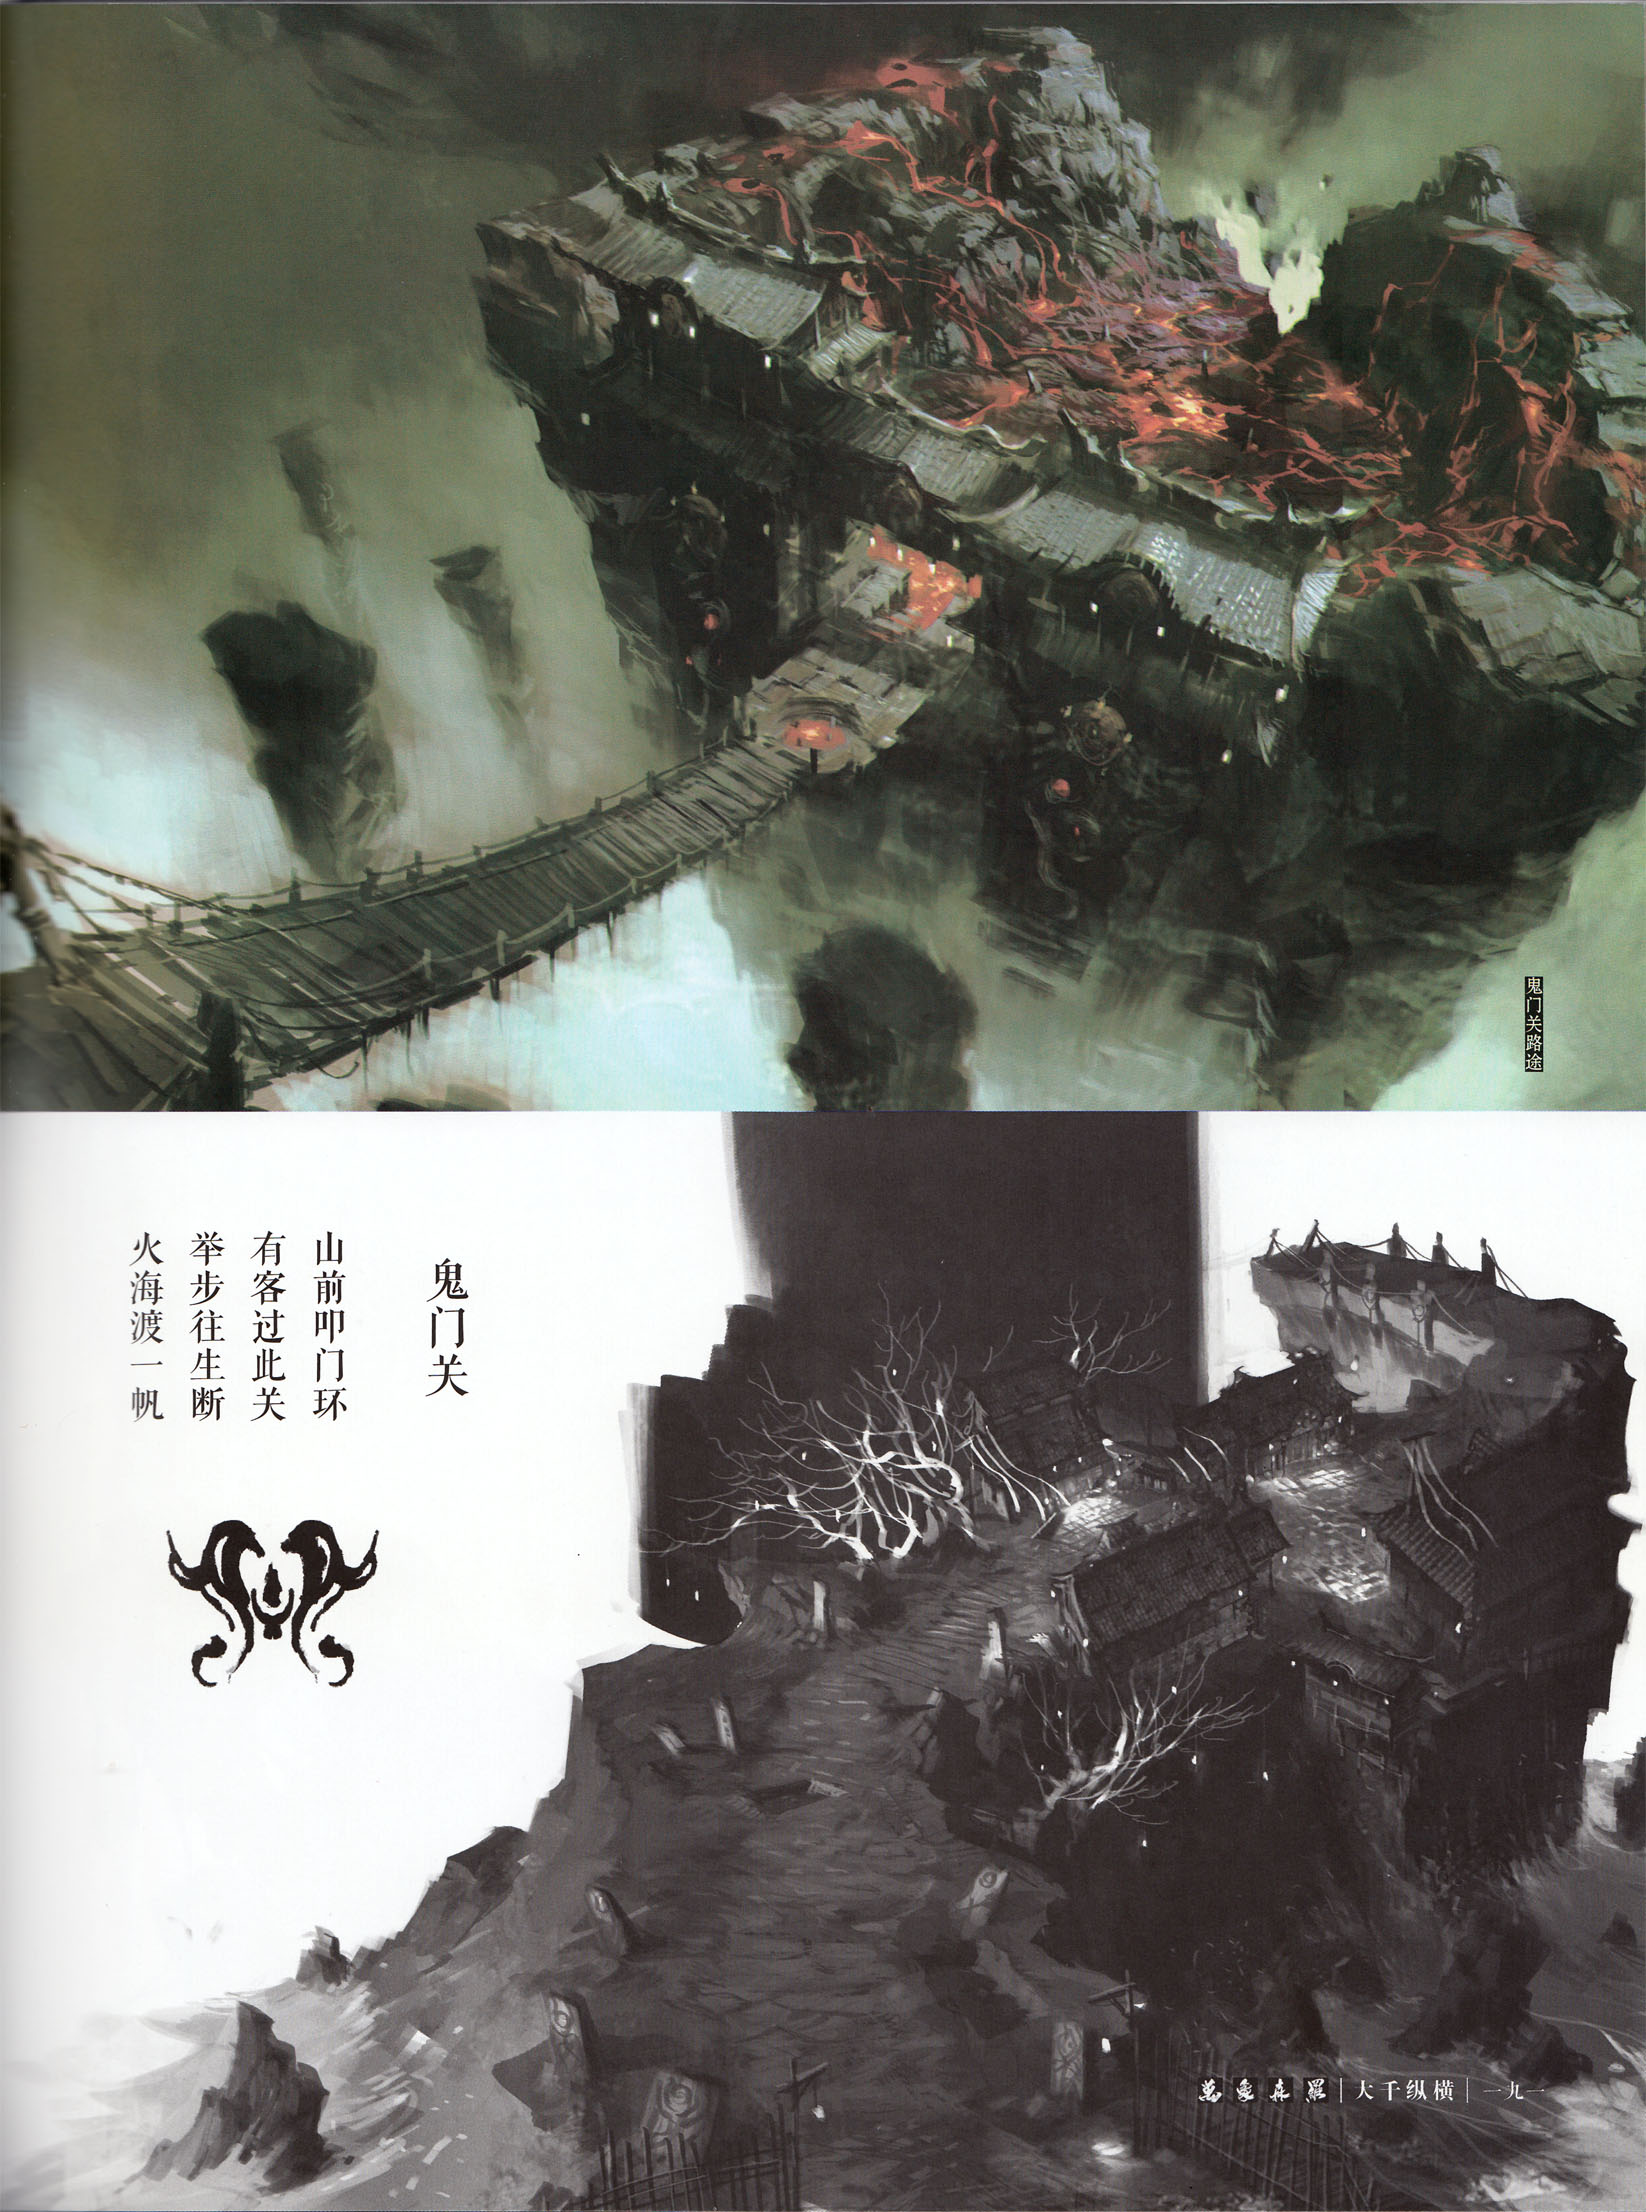 鬼门关路途
鬼门关
山前叩门环
有客过此关
举步往生断
火海渡一帆
萬象森羅|大千纵横|一九一